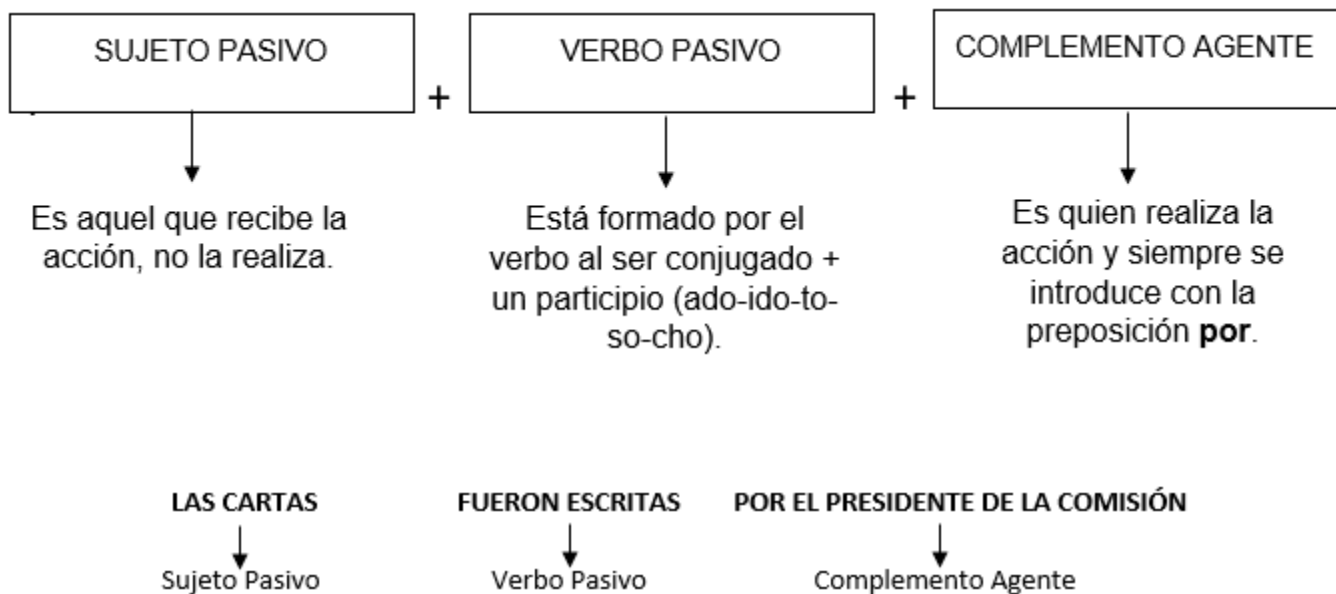 SUJETO PASIVO + VERBO PASIVO + COMPLEMENTO AGENTE
Es aquel que recibe la
acción, no la realiza.
Está formado por el
verbo al ser conjugado +
un participio (ado-ido-to-
so-cho).
Es quien realiza la
acción y siempre se
introduce con la
preposición por.
LAS CARTAS FUERON ESCRITAS POR EL PRESIDENTE DE LA COMISIÓN
Sujeto Pasivo Verbo Pasivo Complemento Agente